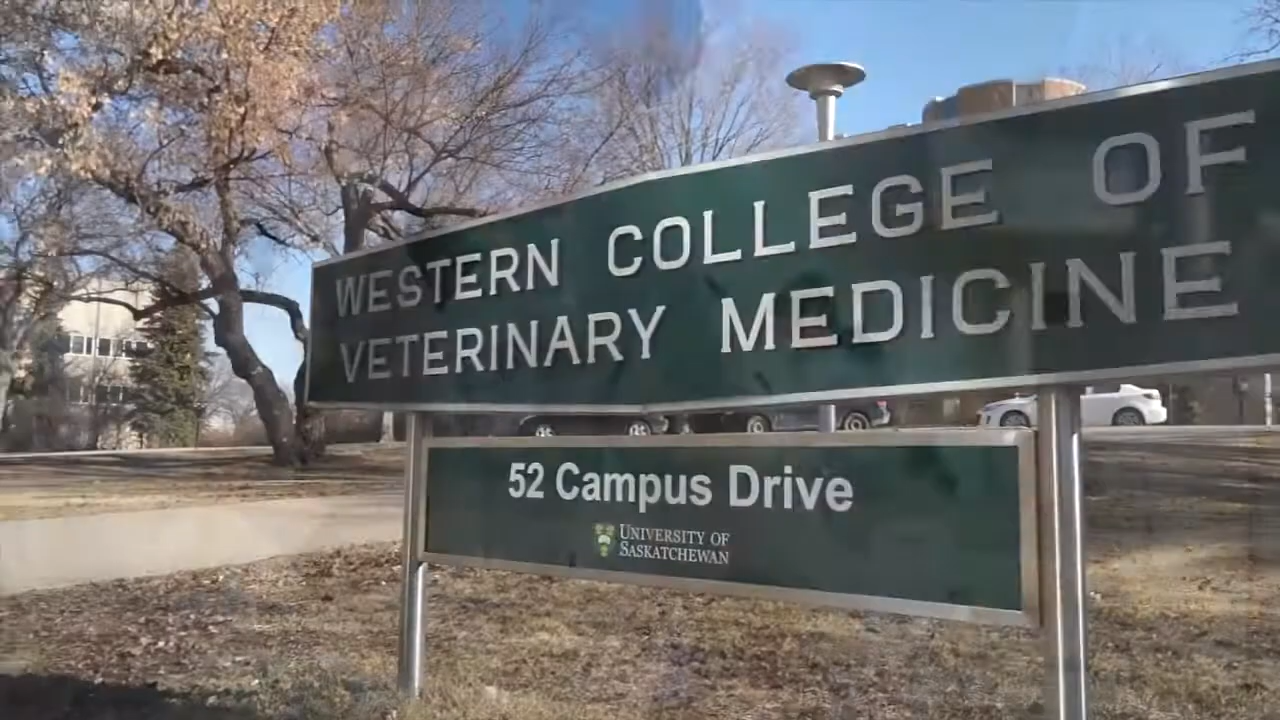 WESTERN COLLEGE OF
VETERINARY MEDICINE
52 Campus Drive
UNIVERSITY OF
SASKATCHEWAN